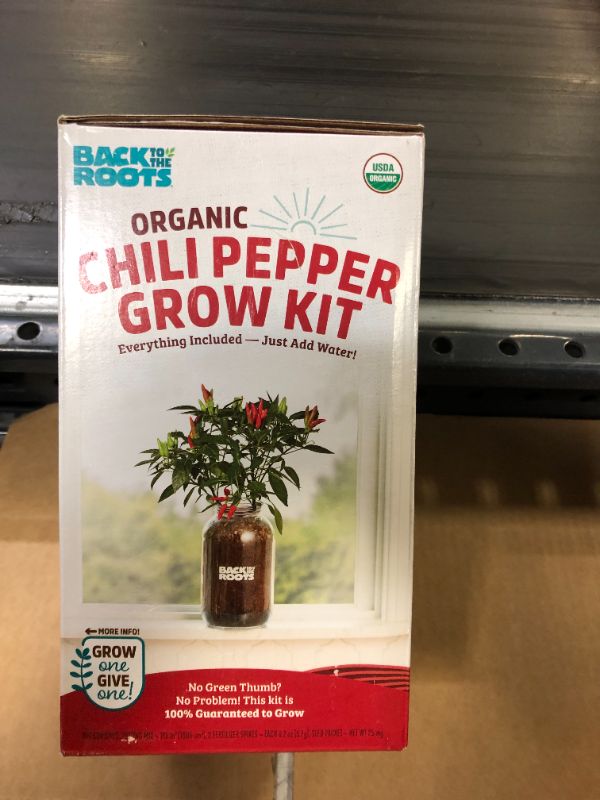 BACK TO THE ROOTS
USDA
ORGANIC
ORGANIC
CHILI PEPPER
GROW KIT
Everything Included — Just Add Water!
BACK TO THE
ROOTS
MORE INFO!
GROW
one
GIVE
one!
No Green Thumb?
No Problem! This kit is
100% Guaranteed to Grow